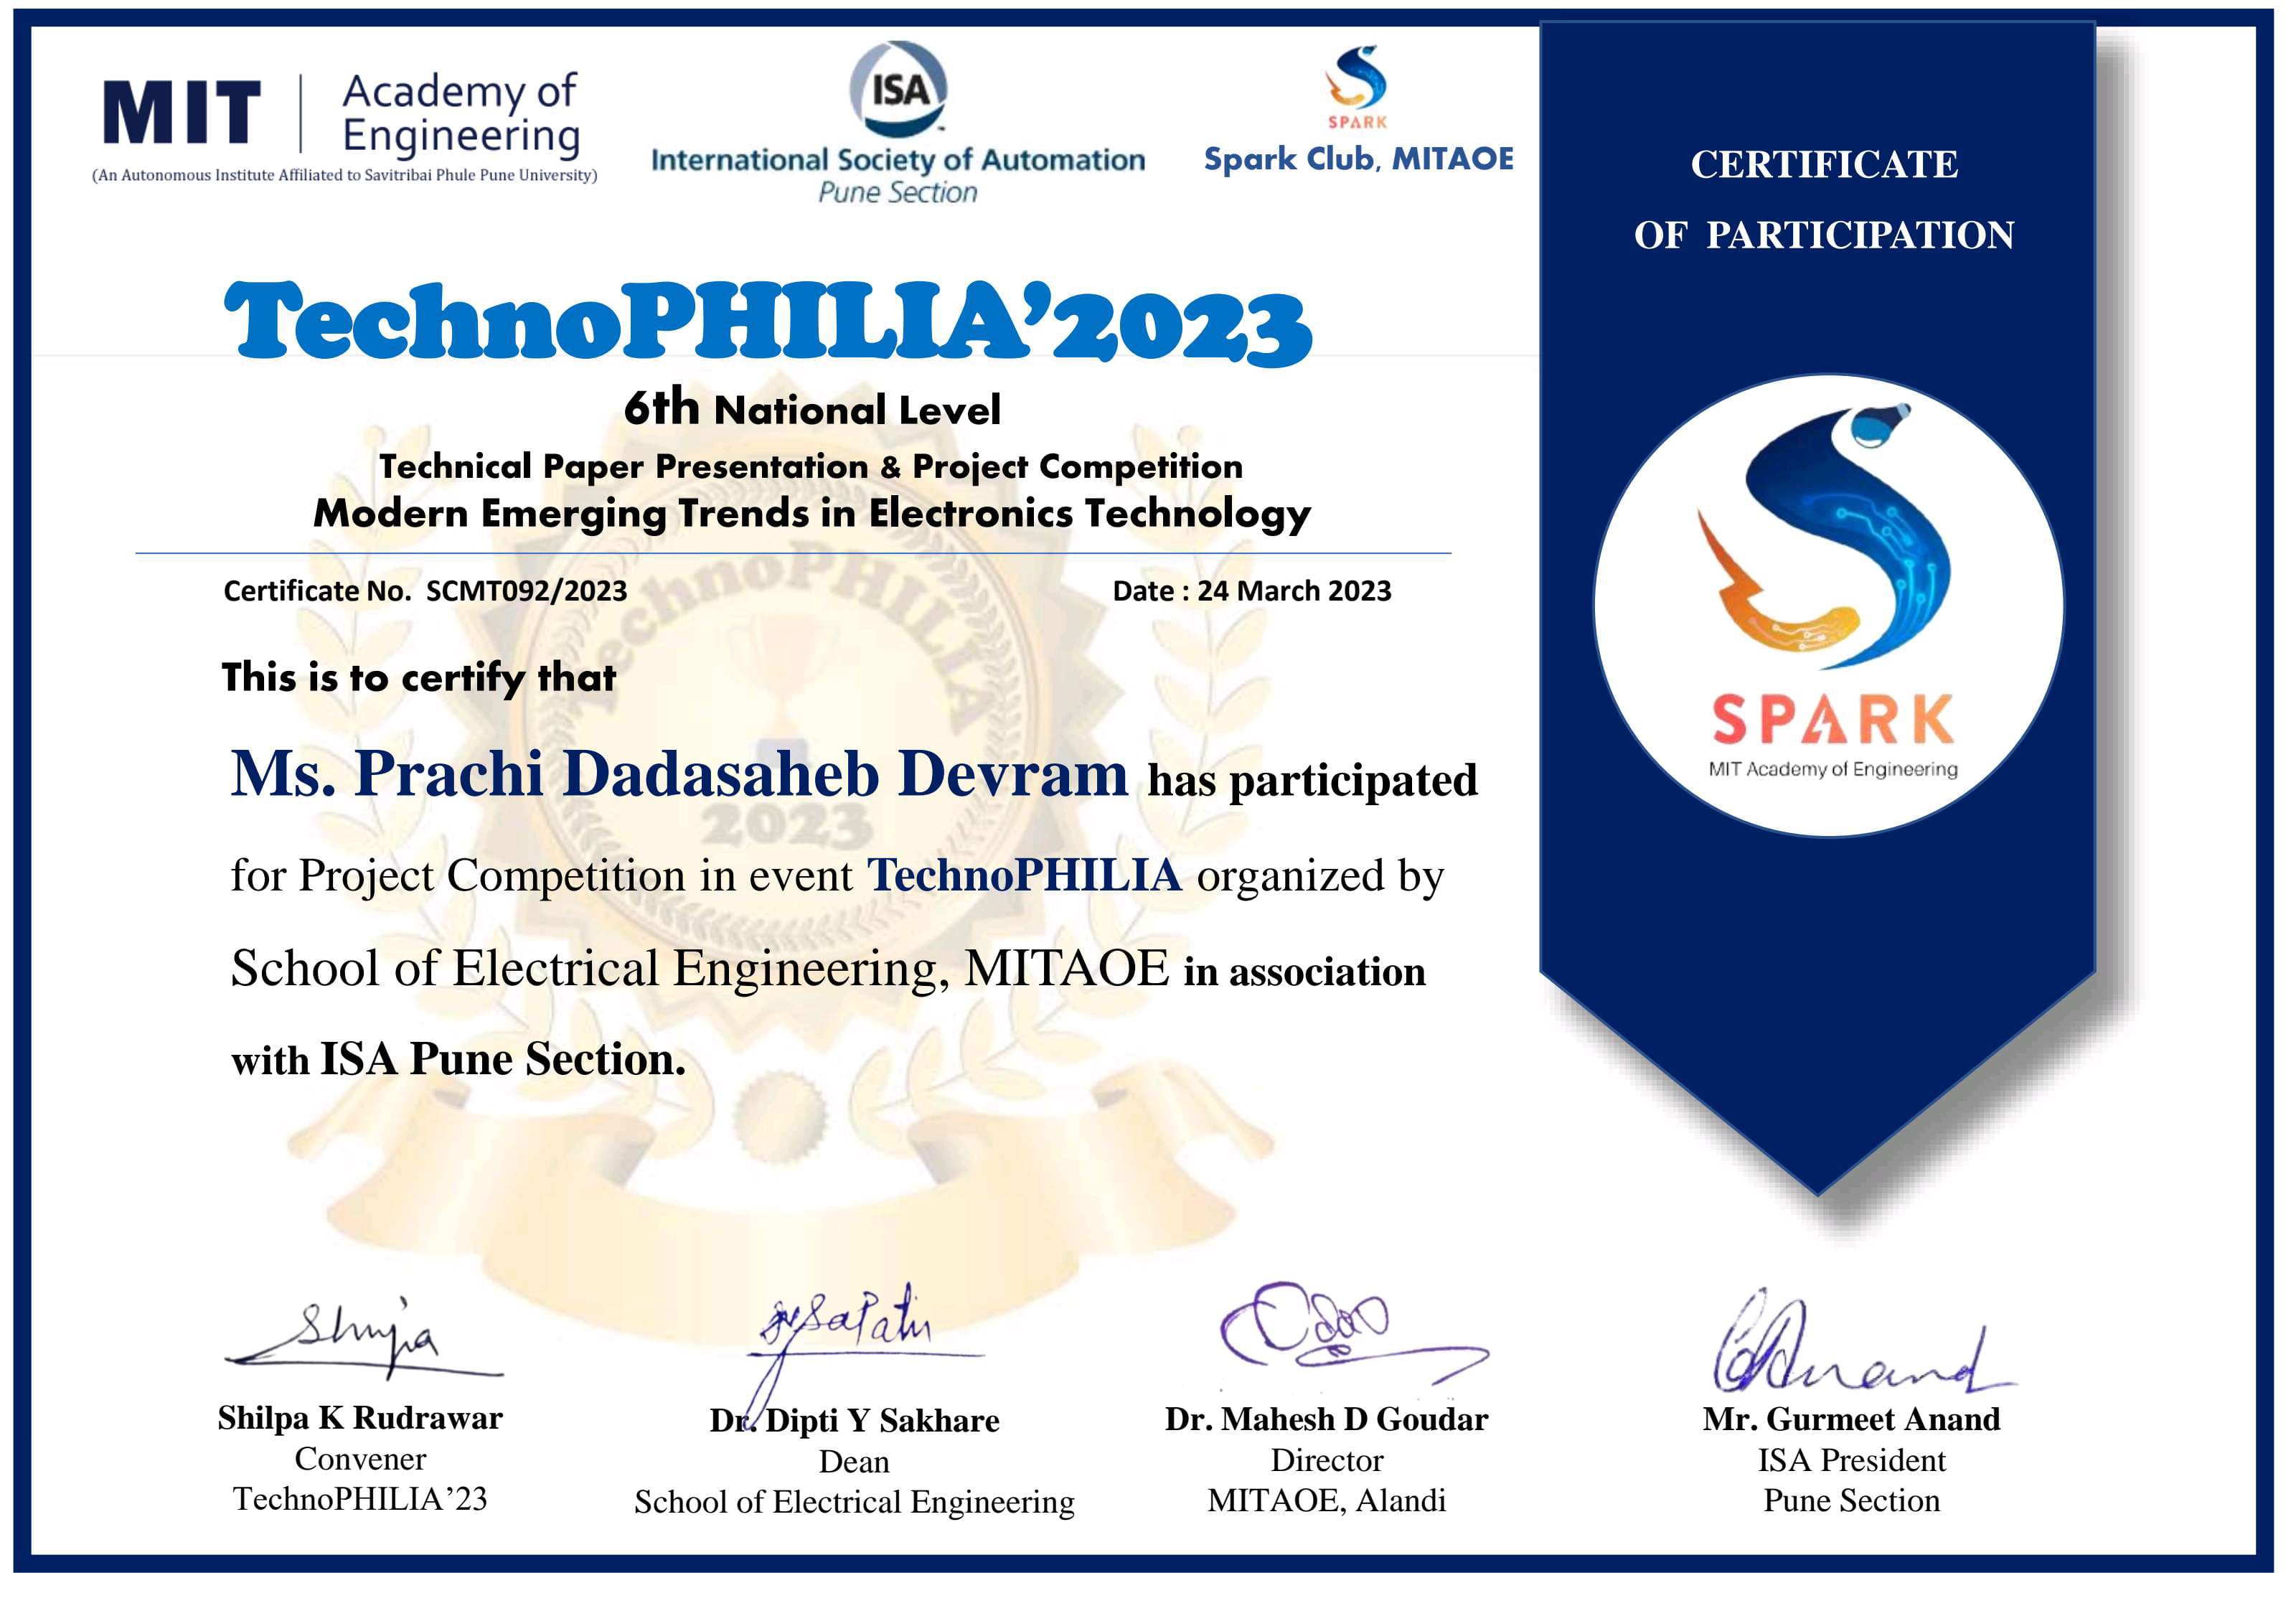 MIT Academy of Engineering
(An Autonomous Institute Affiliated to Savitribai Phule Pune University)
ISA
International Society of Automation
Pune Section
SPARK
Spark Club, MITAOE
CERTIFICATE
OF PARTICIPATION
TechnoPHILIA’2023
6th National Level
Technical Paper Presentation & Project Competition
Modern Emerging Trends in Electronics Technology
Certificate No. SCMT092/2023
Date : 24 March 2023
TechnoPHILIA
2023
This is to certify that
Ms. Prachi Dadasaheb Devram has participated
for Project Competition in event TechnoPHILIA organized by
School of Electrical Engineering, MITAOE in association
with ISA Pune Section.
SPARK
MIT Academy of Engineering
Shilpa K Rudrawar
Convener
TechnoPHILIA’23
Dr. Dipti Y Sakhare
Dean
School of Electrical Engineering
Dr. Mahesh D Goudar
Director
MITAOE, Alandi
Mr. Gurmeet Anand
ISA President
Pune Section